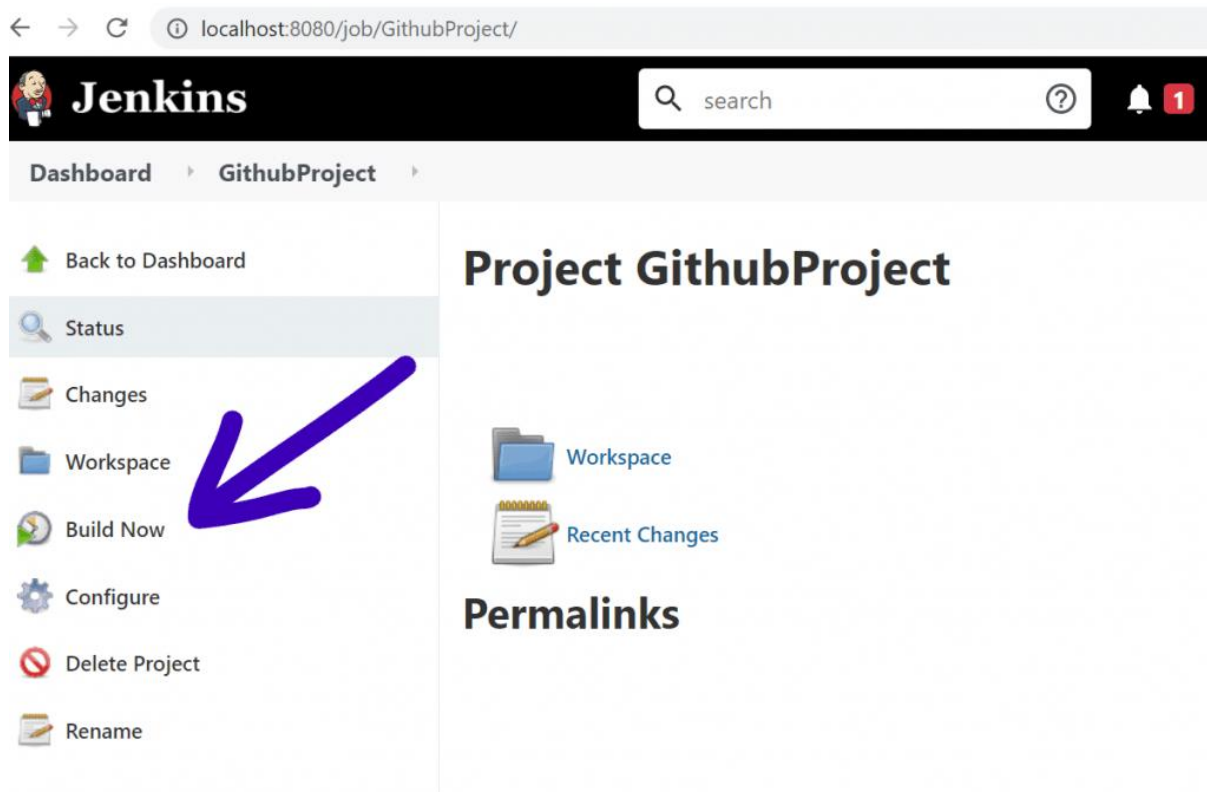 localhost:8080/job/GithubProject/
Jenkins
search
1
Dashboard GithubProject
Back to Dashboard
Status
Changes
Workspace
Build Now
Configure
Delete Project
Rename
Project GithubProject
Workspace
Recent Changes
Permalinks